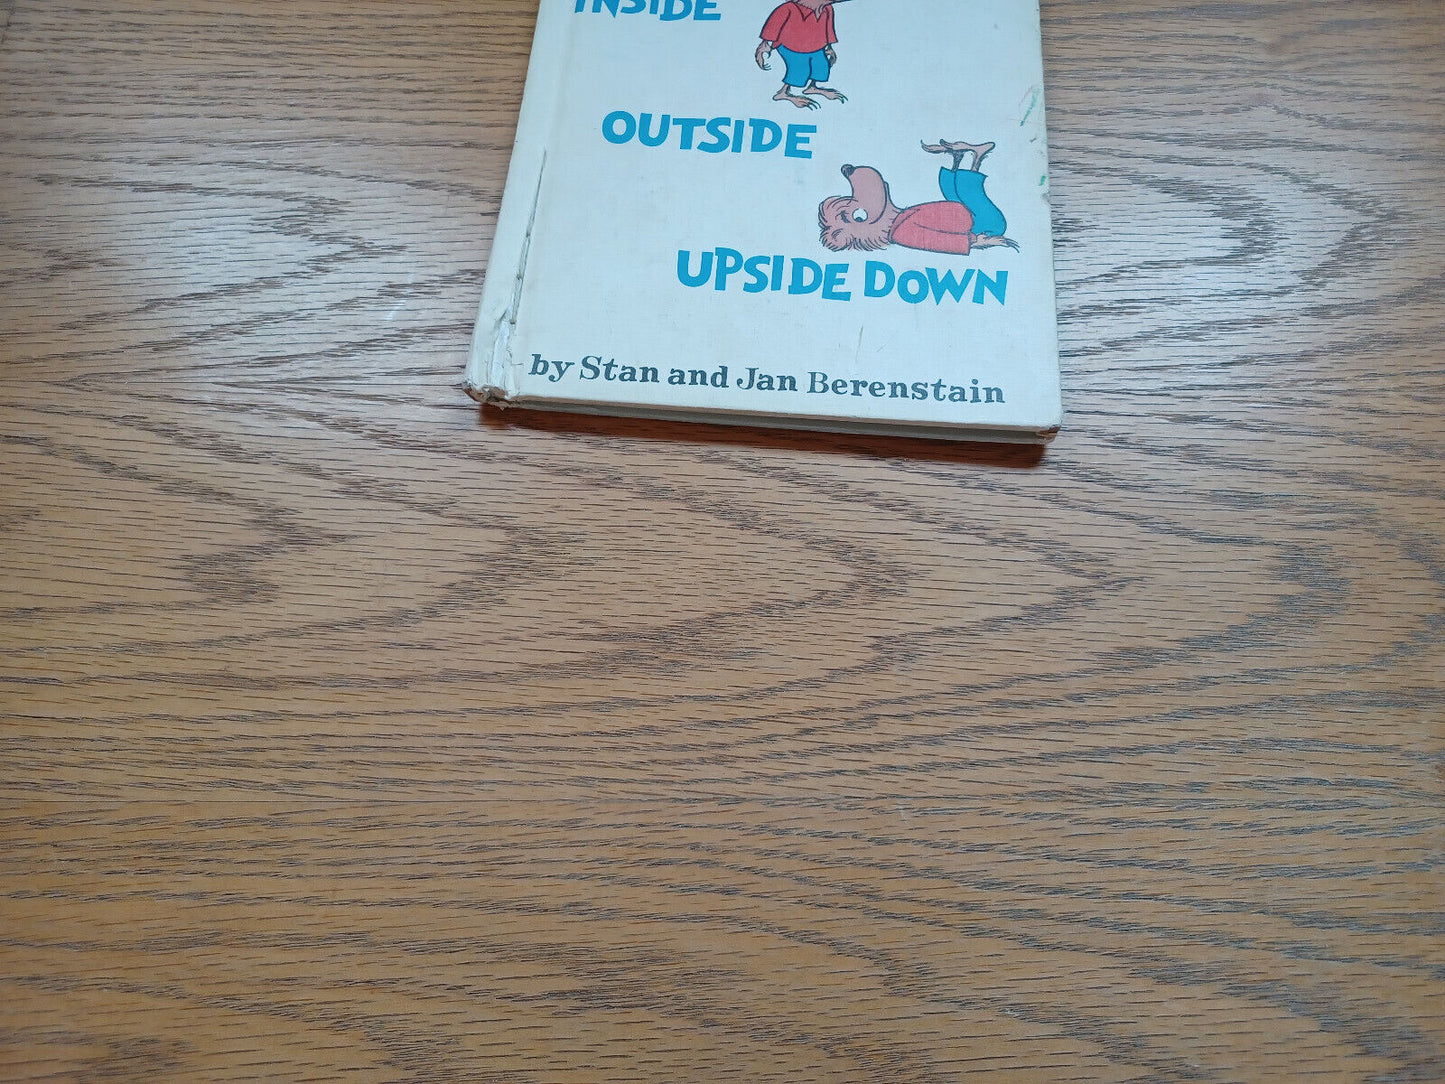 INSIDE
OUTSIDE
UPSIDE DOWN
by Stan and Jan Berenstain